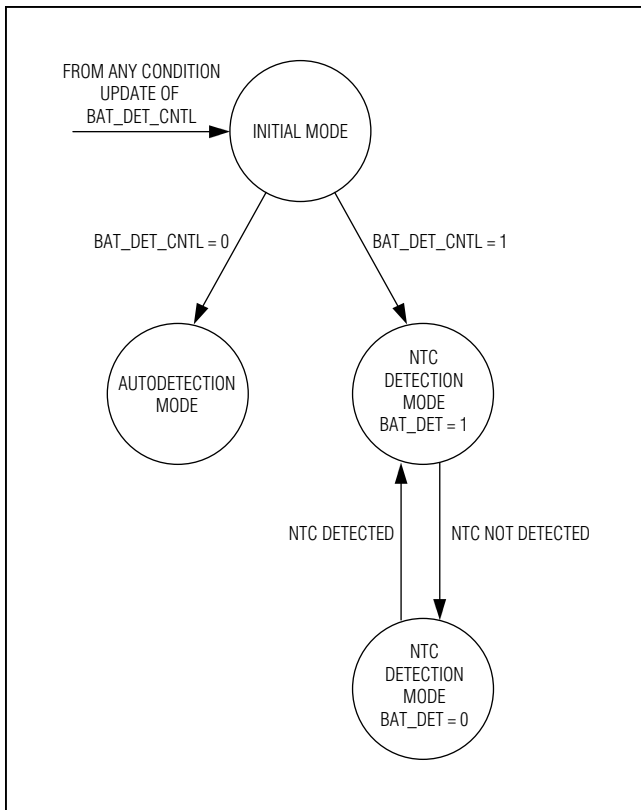 FROM ANY CONDITION
UPDATE OF
BAT_DET_CNTL
INITIAL MODE
BAT_DET_CNTL = 0
BAT_DET_CNTL = 1
AUTODETECTION
MODE
NTC
DETECTION
MODE
BAT_DET = 1
NTC DETECTED
NTC NOT DETECTED
NTC
DETECTION
MODE
BAT_DET = 0